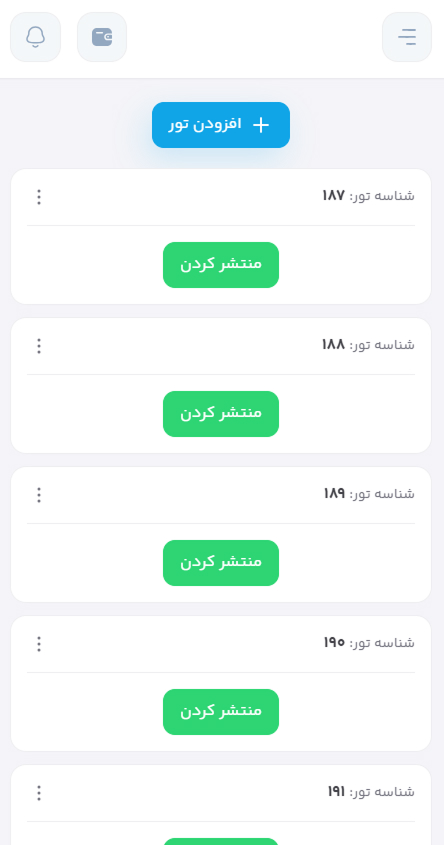 افزودن تور
شناسه تور: ۱۸۷
منتشر کردن
شناسه تور: ۱۸۸
منتشر کردن
شناسه تور: ۱۸۹
منتشر کردن
شناسه تور: ۱۹۰
منتشر کردن
شناسه تور: ۱۹۱